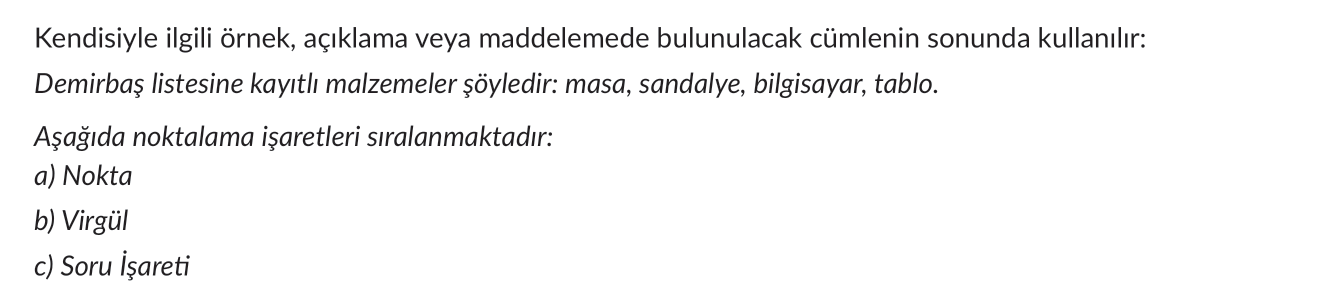 Kendisiyle ilgili örnek, açıklama veya maddelemede bulunulacak cümlenin sonunda kullanılır:
Demirbaş listesine kayıtlı malzemeler şöyledir: masa, sandalye, bilgisayar, tablo.
Aşağıda noktalama işaretleri sıralanmaktadır:
a) Nokta
b) Virgül
c) Soru İşareti